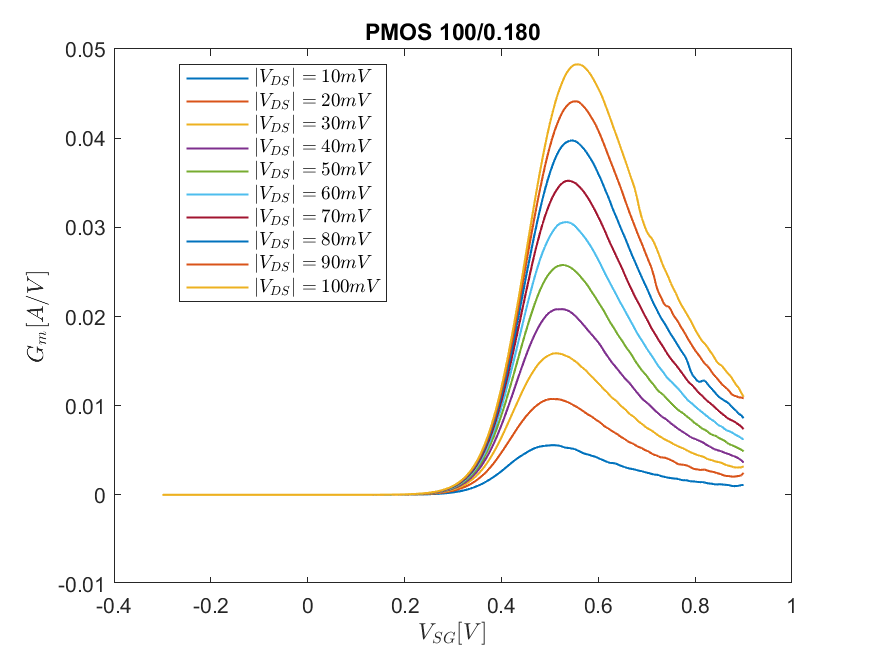 PMOS 100/0.180
0.05
0.04
0.03
0.02
0.01
0
-0.01
G_m[A/V]
|V_DS| = 10mV
|V_DS| = 20mV
|V_DS| = 30mV
|V_DS| = 40mV
|V_DS| = 50mV
|V_DS| = 60mV
|V_DS| = 70mV
|V_DS| = 80mV
|V_DS| = 90mV
|V_DS| = 100mV
-0.4 -0.2 0 0.2 0.4 0.6 0.8 1
V_SG[V]